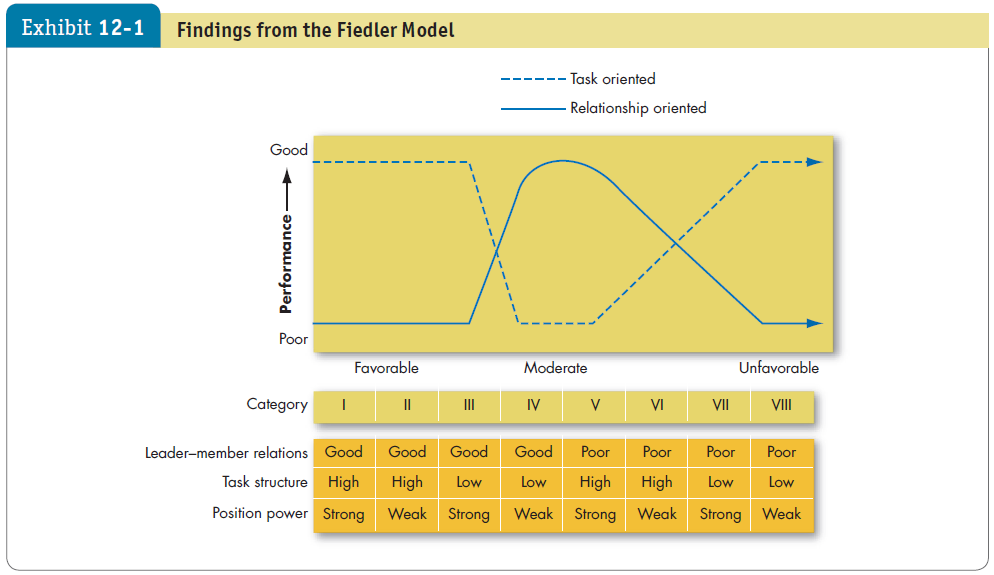 Exhibit 12-1 Findings from the Fiedler Model
Task oriented
Relationship oriented
Good
Performance
Poor
Favorable Moderate Unfavorable
Category I II III IV V VI VII VIII
Leader–member relations Good Good Good Good Poor Poor Poor Poor
Task structure High High Low Low High High Low Low
Position power Strong Weak Strong Weak Strong Weak Strong Weak